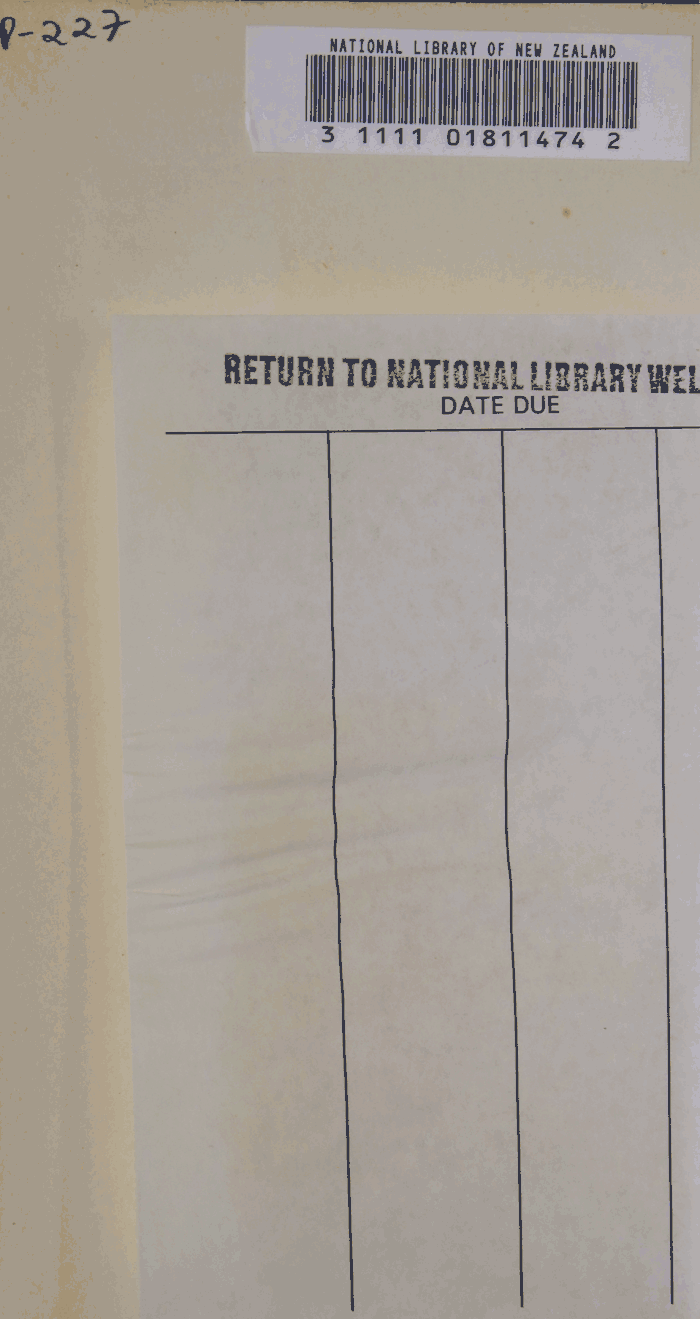 P-227
NATIONAL LIBRARY OF NEW ZEALAND
3 1111 01811474 2
RETURN TO NATIONAL LIBRARY WEL
DATE DUE